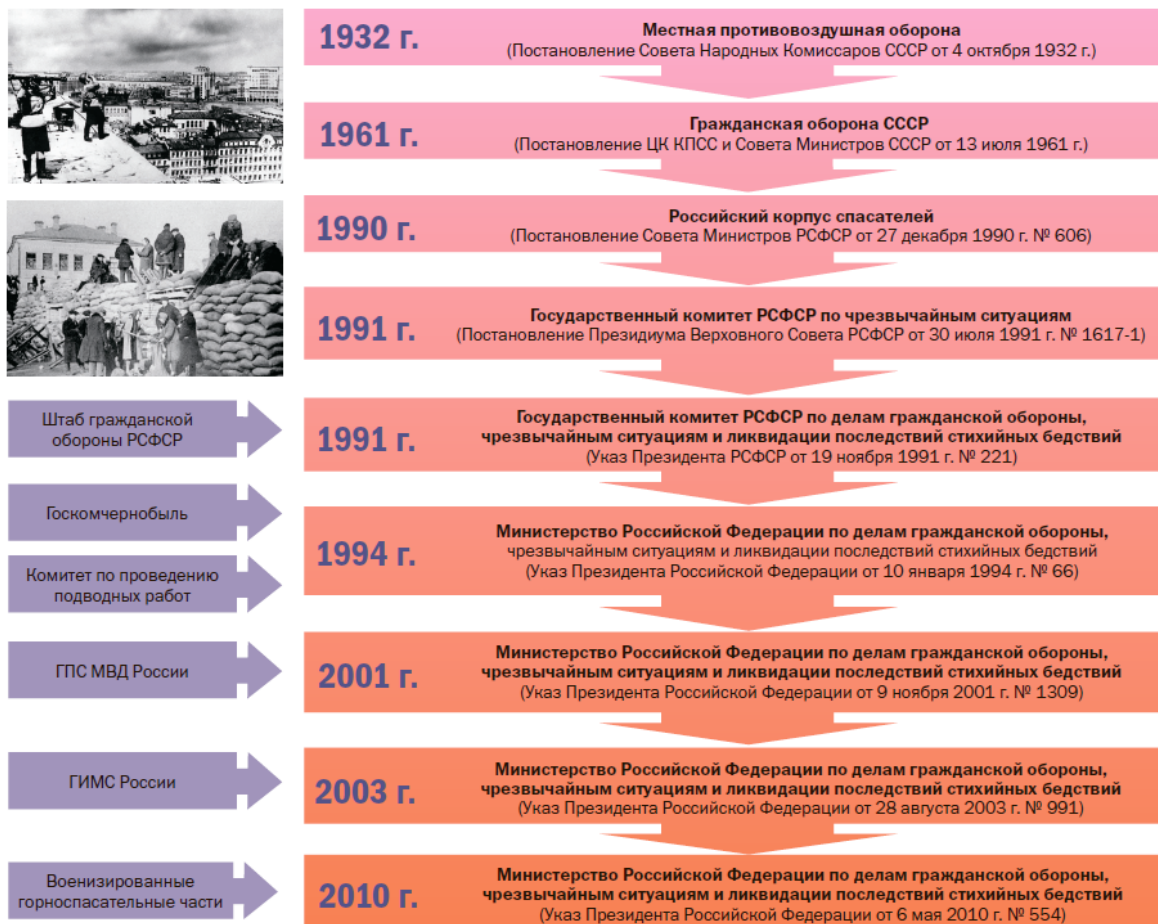 1932 г.
Местная противовоздушная оборона
(Постановление Совета Народных Комиссаров СССР от 4 октября 1932 г.)
1961 г.
Гражданская оборона СССР
(Постановление ЦК КПСС и Совета Министров СССР от 13 июля 1961 г.)
1990 г.
Российский корпус спасателей
(Постановление Совета Министров РСФСР от 27 декабря 1990 г. № 606)
1991 г.
Государственный комитет РСФСР по чрезвычайным ситуациям
(Постановление Президиума Верховного Совета РСФСР от 30 июля 1991 г. № 1617-1)
Штаб гражданской
обороны РСФСР
1991 г.
Государственный комитет РСФСР по делам гражданской обороны,
чрезвычайным ситуациям и ликвидации последствий стихийных бедствий
(Указ Президента РСФСР от 19 ноября 1991 г. № 221)
Госкомчернобыль
Комитет по проведению
подводных работ
1994 г.
Министерство Российской Федерации по делам гражданской обороны,
чрезвычайным ситуациям и ликвидации последствий стихийных бедствий
(Указ Президента Российской Федерации от 10 января 1994 г. № 66)
ГПС МВД России
2001 г.
Министерство Российской Федерации по делам гражданской обороны,
чрезвычайным ситуациям и ликвидации последствий стихийных бедствий
(Указ Президента Российской Федерации от 9 ноября 2001 г. № 1309)
ГИМС России
2003 г.
Министерство Российской Федерации по делам гражданской обороны,
чрезвычайным ситуациям и ликвидации последствий стихийных бедствий
(Указ Президента Российской Федерации от 28 августа 2003 г. № 991)
Военизированные
горноспасательные части
2010 г.
Министерство Российской Федерации по делам гражданской обороны,
чрезвычайным ситуациям и ликвидации последствий стихийных бедствий
(Указ Президента Российской Федерации от 6 мая 2010 г. № 554)